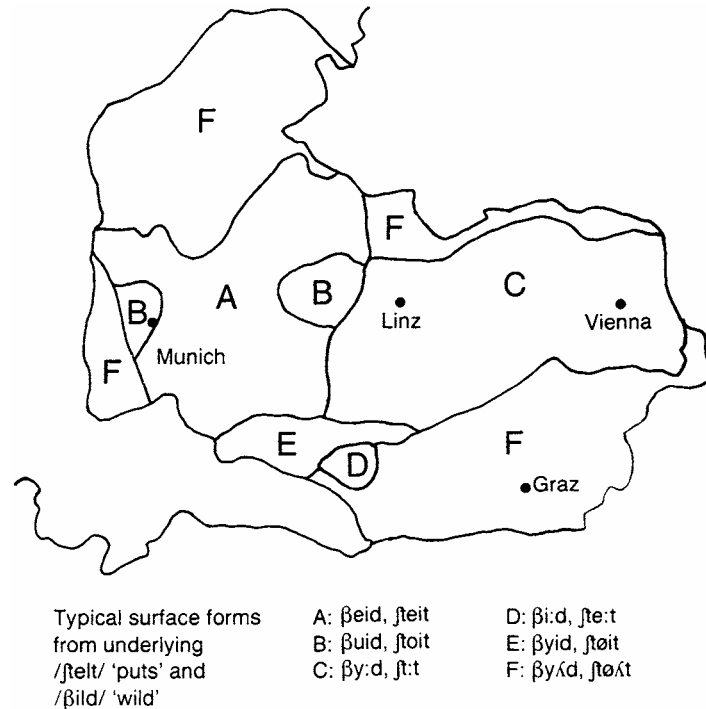 F
F
A
B
B
C
Linz
Vienna
Munich
F
E
D
F
Graz
Typical surface forms
from underlying
/ʃtelt/ ‘puts’ and
/βild/ ‘wild’
A: βeid, ʃteit
B: βuid, ʃtoit
C: βy:d, ʃt:t
D: βi:d, ʃte:t
E: βyid, ʃtøit
F: βyʎd, ʃtøʎt